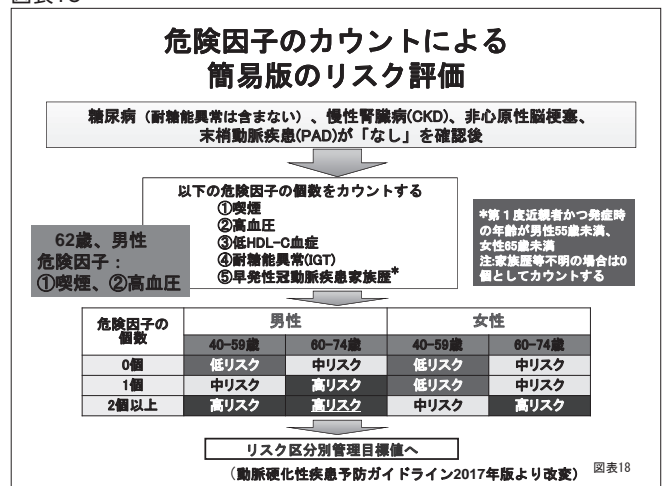 図表18
危険因子のカウントによる
簡易版のリスク評価
糖尿病（耐糖能異常は含まない）、慢性腎臓病(CKD)、非心原性脳梗塞、
末梢動脈疾患(PAD)が「なし」を確認後
以下の危険因子の個数をカウントする
①喫煙
②高血圧
③低HDL-C血症
④耐糖能異常(IGT)
⑤早発性冠動脈疾患家族歴*
62歳、男性
危険因子：
①喫煙、②高血圧
*第１度近親者かつ発症時
の年齢が男性55歳未満、
女性65歳未満
注:家族歴等不明の場合は0
個としてカウントする
危険因子の個数 男性 女性
40-59歳 60-74歳 40-59歳 60-74歳
0個 低リスク 中リスク 低リスク 中リスク
1個 中リスク 高リスク 低リスク 中リスク
2個以上 高リスク 高リスク 中リスク 高リスク
リスク区分別管理目標値へ
（動脈硬化性疾患予防ガイドライン2017年版より改変）
図表18